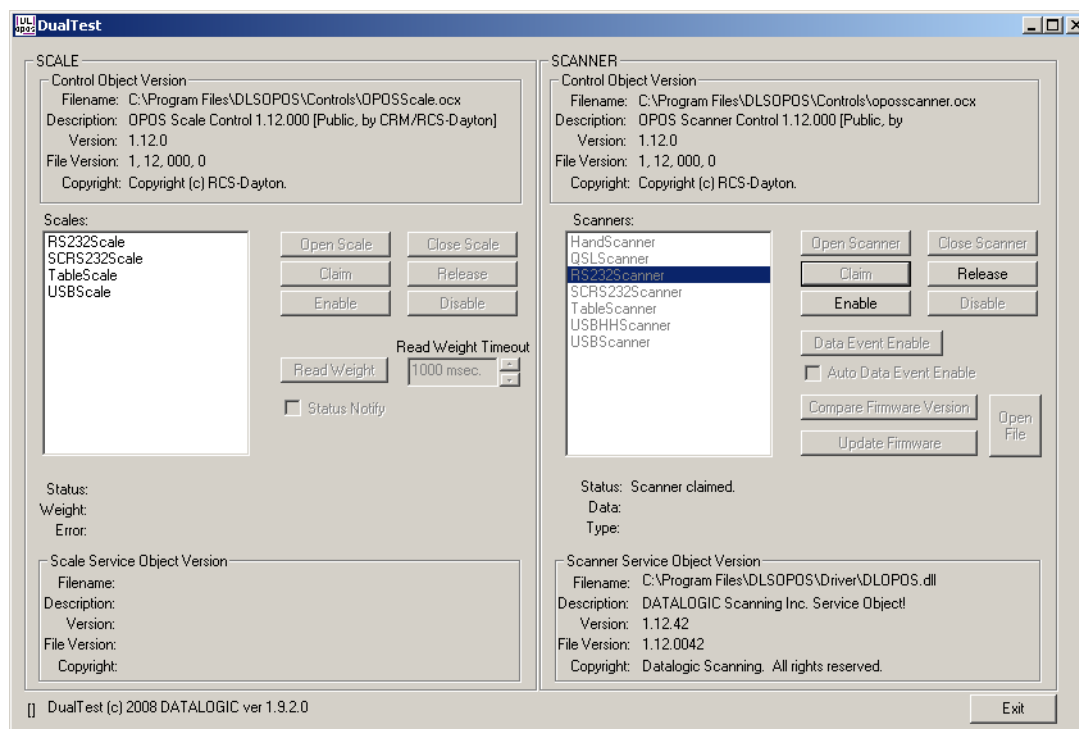 UL
opos
DualTest
SCALE
Control Object Version
Filename: C:\Program Files\DLSOPOS\Controls\OPOSScale.ocx
Description: OPOS Scale Control 1.12.000 [Public, by CRM/RCS-Dayton]
Version: 1.12.0
File Version: 1, 12, 000, 0
Copyright: Copyright (c) RCS-Dayton.
Scales:
RS232Scale
SCRS232Scale
TableScale
USBScale
Open Scale
Close Scale
Claim
Release
Enable
Disable
Read Weight Timeout
Read Weight
1000 msec.
Status Notify
Status:
Weight:
Error:
Scale Service Object Version
Filename:
Description:
Version:
File Version:
Copyright:
SCANNER
Control Object Version
Filename: C:\Program Files\DLSOPOS\Controls\oposscanner.ocx
Description: OPOS Scanner Control 1.12.000 [Public, by
Version: 1.12.0
File Version: 1, 12, 000, 0
Copyright: Copyright (c) RCS-Dayton.
Scanners:
HandScanner
QSLScanner
RS232Scanner
SCRS232Scanner
TableScanner
USBHHScanner
USBScanner
Open Scanner
Close Scanner
Claim
Release
Enable
Disable
Data Event Enable
Auto Data Event Enable
Compare Firmware Version
Update Firmware
Open
File
Status: Scanner claimed.
Data:
Type:
Scanner Service Object Version
Filename: C:\Program Files\DLSOPOS\Driver\DLOPOS.dll
Description: DATALOGIC Scanning Inc. Service Object!
Version: 1.12.42
File Version: 1.12.0042
Copyright: Datalogic Scanning. All rights reserved.
[] DualTest (c) 2008 DATALOGIC ver 1.9.2.0
Exit